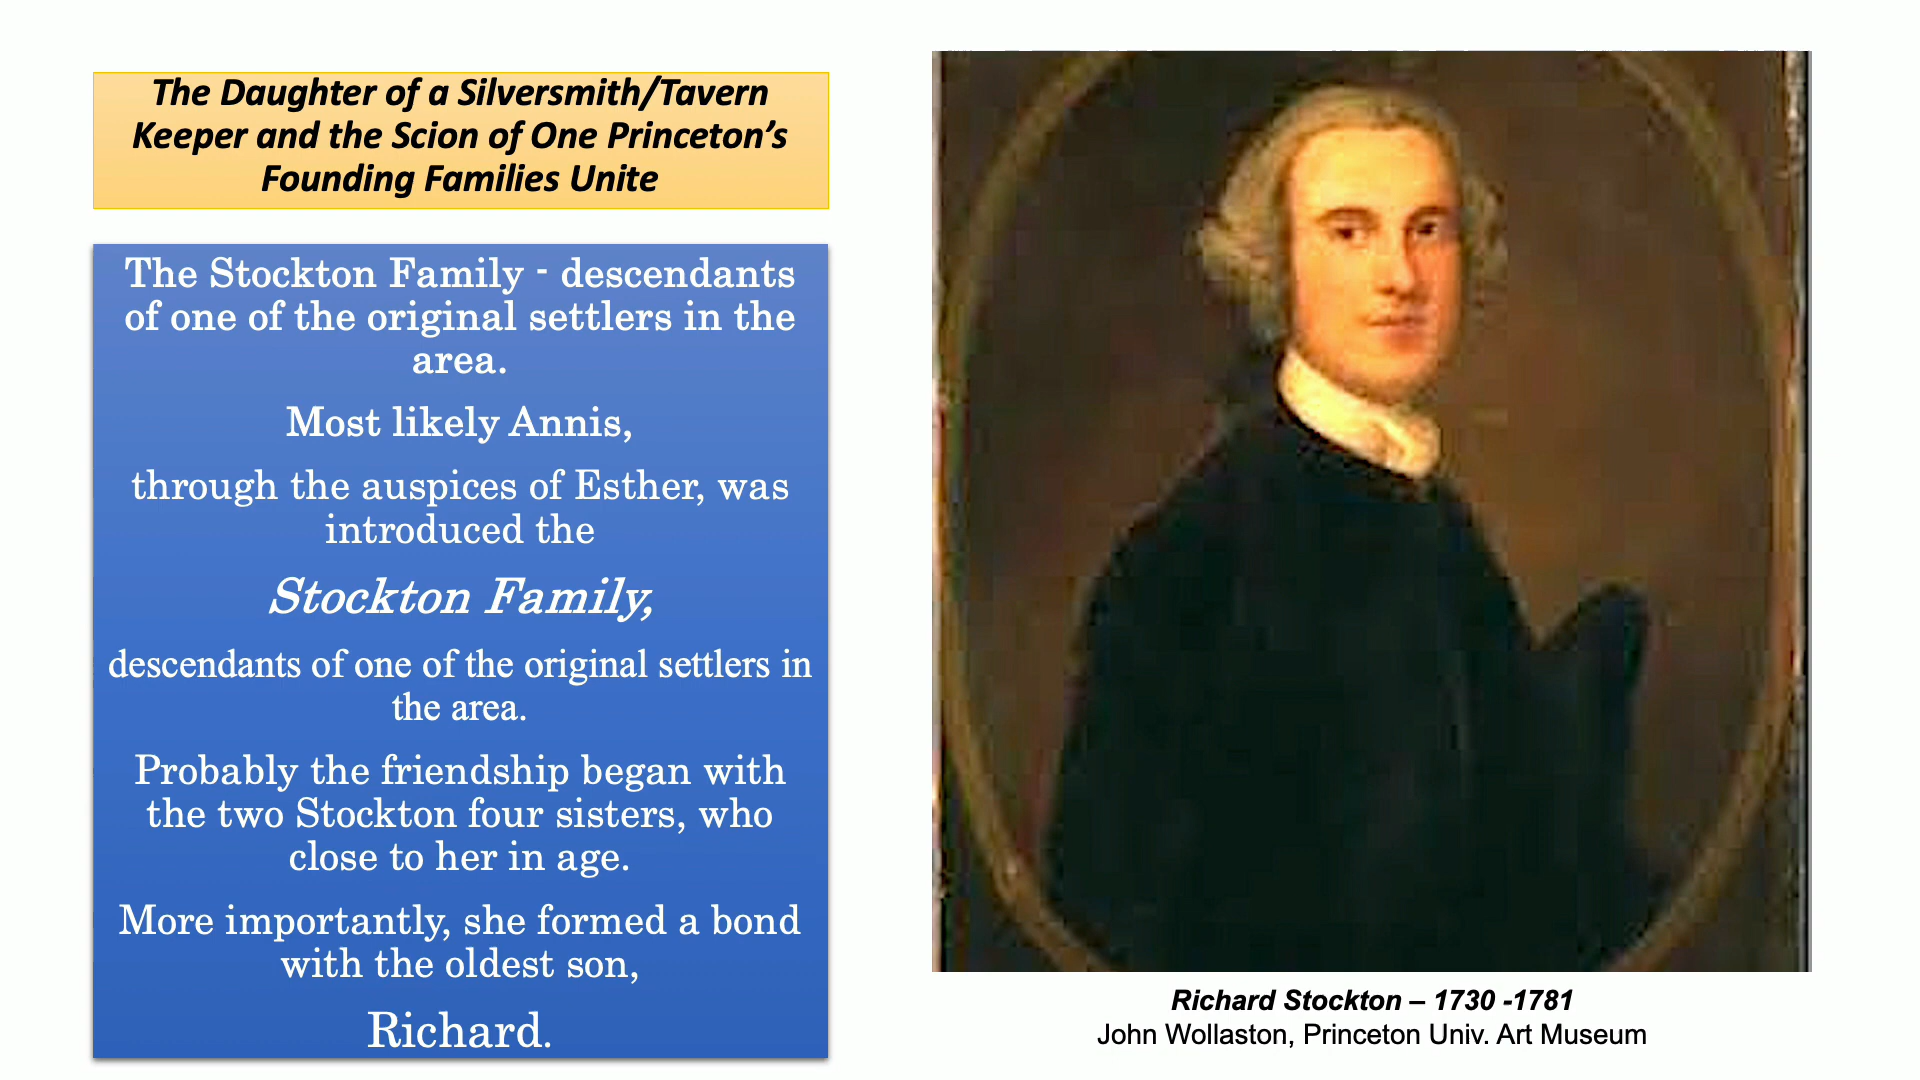 The Daughter of a Silversmith/Tavern
Keeper and the Scion of One Princeton’s
Founding Families Unite
The Stockton Family - descendants
of one of the original settlers in the
area.
Most likely Annis,
through the auspices of Esther, was
introduced the
Stockton Family,
descendants of one of the original settlers in
the area.
Probably the friendship began with
the two Stockton four sisters, who
close to her in age.
More importantly, she formed a bond
with the oldest son,
Richard.
Richard Stockton – 1730 -1781
John Wollaston, Princeton Univ. Art Museum